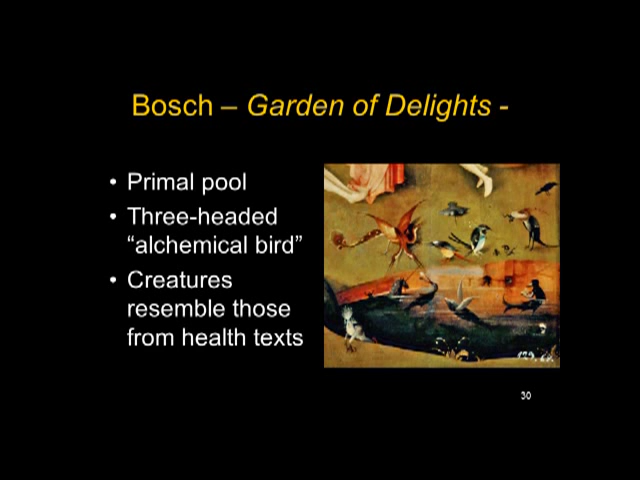 Bosch – Garden of Delights -
• Primal pool
• Three-headed
“alchemical bird”
• Creatures
resemble those
from health texts
30